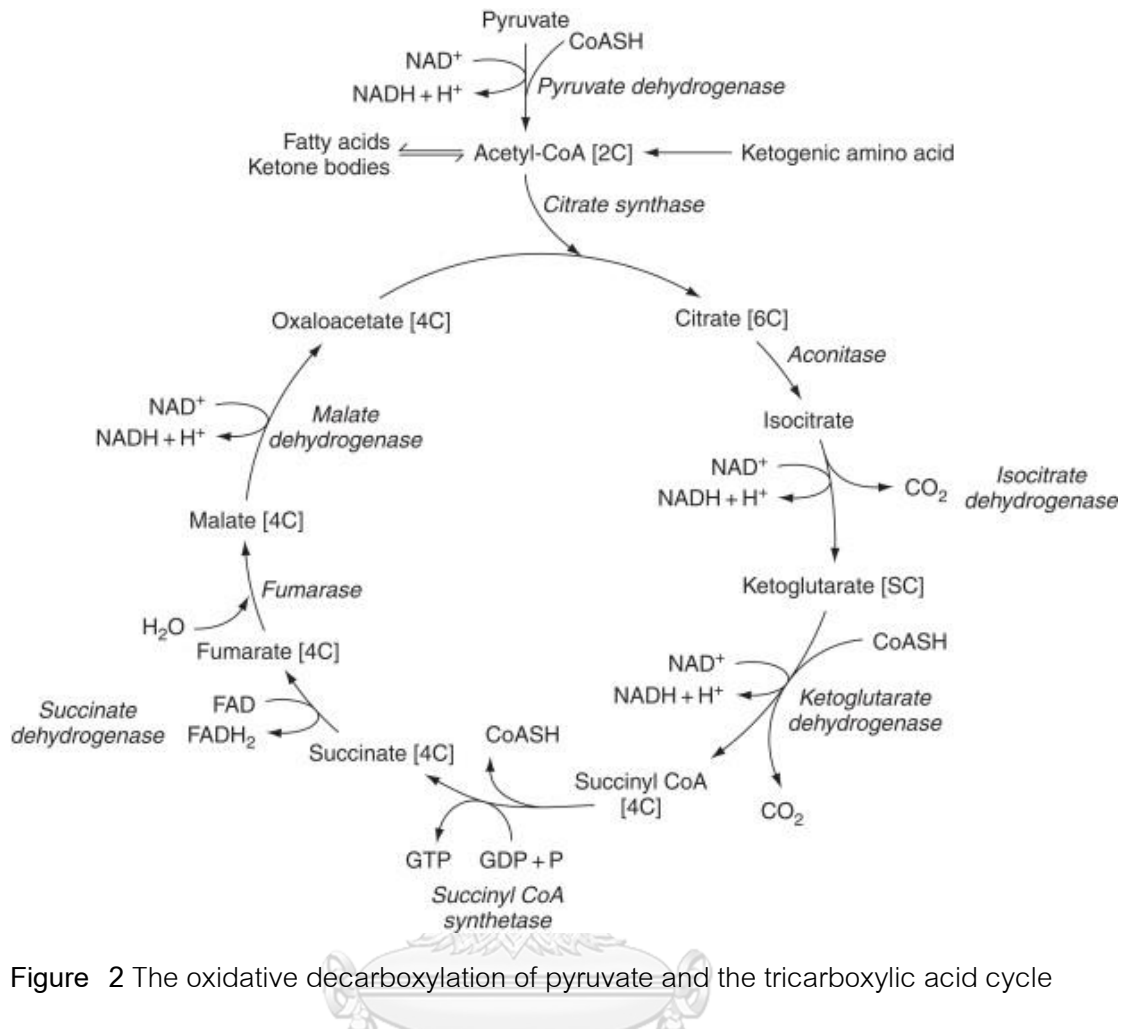 Pyruvate
CoASH
NAD⁺
NADH + H⁺
Pyruvate dehydrogenase
Fatty acids
Ketone bodies
Acetyl-CoA [2C]
Ketogenic amino acid
Citrate synthase
Oxaloacetate [4C]
Citrate [6C]
Aconitase
Isocitrate
NAD⁺
NADH + H⁺
CO₂
Isocitrate
dehydrogenase
Ketoglutarate [SC]
CoASH
NAD⁺
NADH + H⁺
Ketoglutarate
dehydrogenase
CO₂
Succinyl CoA
[4C]
CoASH
GTP
GDP + P
Succinyl CoA
synthetase
Succinate [4C]
FAD
FADH₂
Succinate
dehydrogenase
Fumarate [4C]
H₂O
Fumarase
Malate [4C]
NAD⁺
NADH + H⁺
Malate
dehydrogenase
Figure 2 The oxidative decarboxylation of pyruvate and the tricarboxylic acid cycle